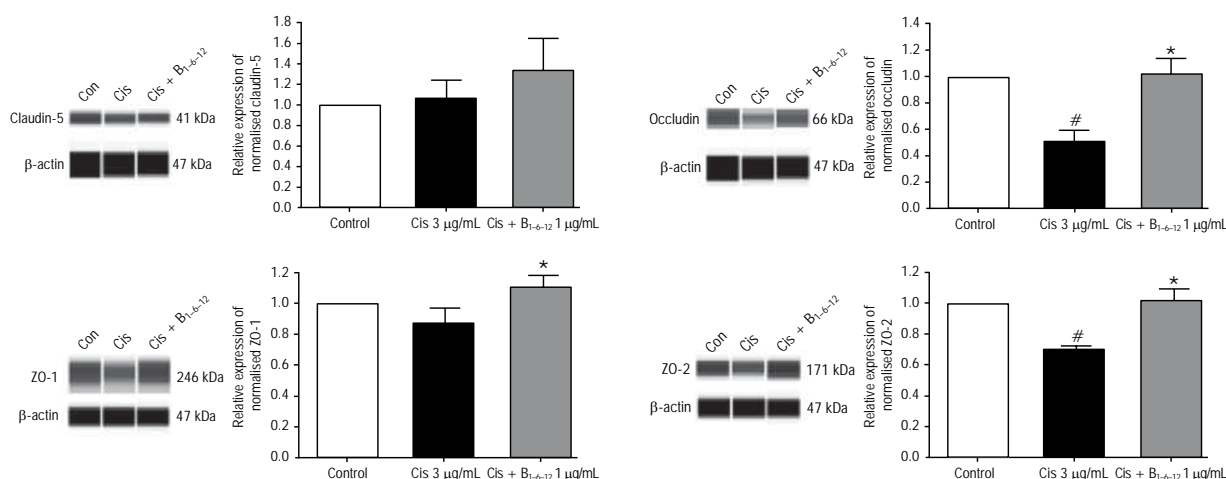 Con
Cis
Cis + B1–6–12
Claudin-5
41 kDa
β-actin
47 kDa
Relative expression of
normalised claudin-5
1.8
1.6
1.4
1.2
1.0
0.8
0.6
1.4
1.2
0.0
Control
Cis 3 μg/mL
Cis + B1–6–12 1 μg/mL
Con
Cis
Cis + B1–6–12
Occludin
66 kDa
β-actin
47 kDa
Relative expression of
normalised occludin
1.4
1.2
1.0
0.8
0.6
0.4
0.2
0.0
#
*
Control
Cis 3 μg/mL
Cis + B1–6–12 1 μg/mL
Con
Cis
Cis + B1–6–12
ZO-1
246 kDa
β-actin
47 kDa
Relative expression of
normalised ZO-1
1.2
1.0
0.8
0.6
0.4
0.2
0.0
*
Control
Cis 3 μg/mL
Cis + B1–6–12 1 μg/mL
Con
Cis
Cis + B1–6–12
ZO-2
171 kDa
β-actin
47 kDa
Relative expression of
normalised ZO-2
1.2
1.0
0.8
0.6
0.4
0.2
0.0
#
*
Control
Cis 3 μg/mL
Cis + B1–6–12 1 μg/mL